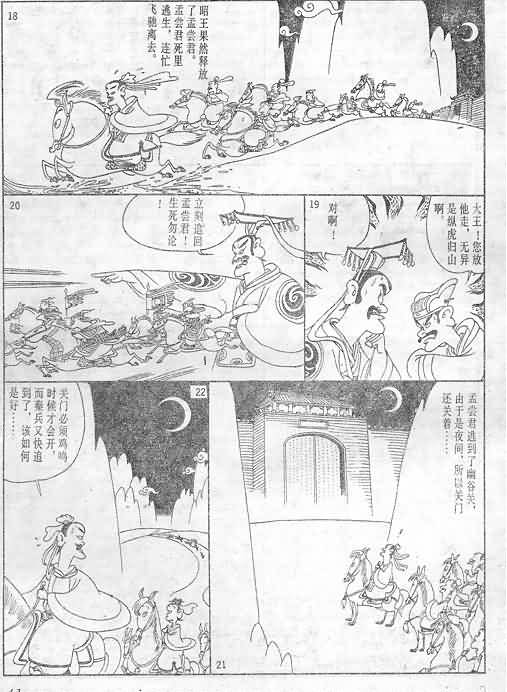 18
昭王果然释放
了孟尝君。
孟尝君死里
逃生，连忙
飞驰离去。
19
大王！您放
他走，无异
是纵虎归山
啊。
对啊！
20
立刻追回
孟尝君！
生死勿论
！
21
孟尝君逃到了幽谷关，
由于是夜间，所以关门
还关着……
22
关门必须鸡鸣
时候才会开，
而秦兵又快追
到了，该如何
是好……